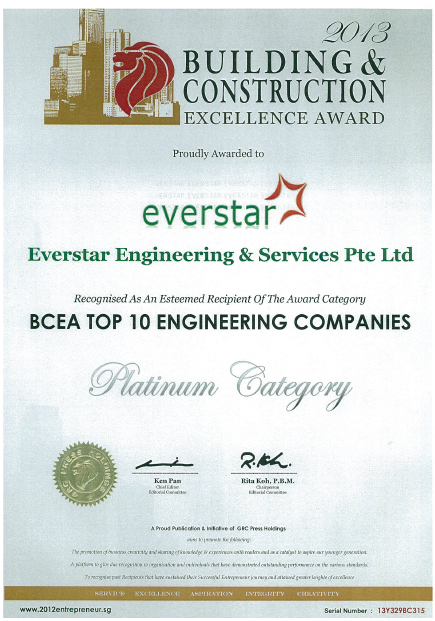 2013
BUILDING &
CONSTRUCTION
EXCELLENCE AWARD
Proudly Awarded to
everstar
Everstar Engineering & Services Pte Ltd
Recognised As An Esteemed Recipient Of The Award Category
BCEA TOP 10 ENGINEERING COMPANIES
Platinum Category
Ken Pan
Chief Editor
Editorial Committee
Rita Koh, P.B.M.
Chairperson
Editorial Committee
A Proud Publication & Initiative of GRC Press Holdings
aims to promote the following:
The promotion of business creativity and sharing of knowledge & experiences with readers and as a catalyst to inspire our younger generation.
A platform to give due recognition to organisation and individuals that have demonstrated outstanding performance in the various standards.
To recognise past Recipients that have sustained their Successful Entrepreneur journey and attained greater heights of excellence
SERVICE EXCELLENCE ASPIRATION INTEGRITY CREATIVITY
www.2012entrepreneur.sg
Serial Number : 13Y329BC315